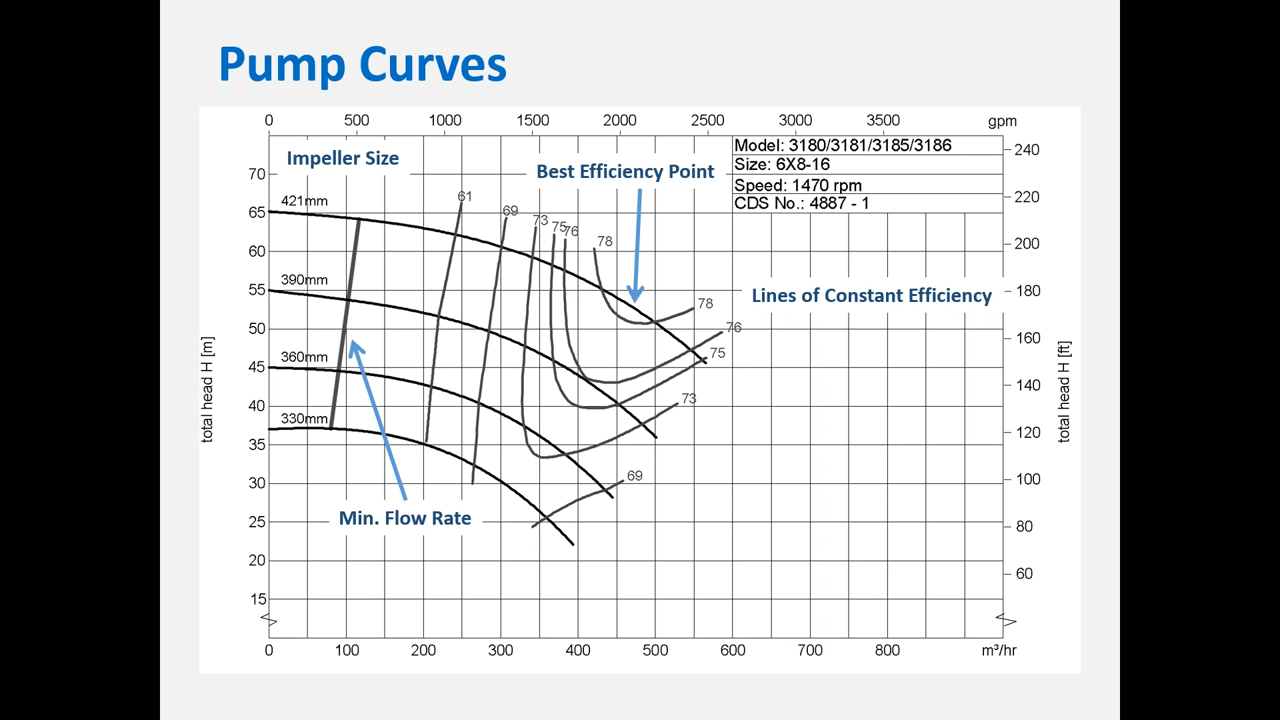 Pump Curves
0 500 1000 1500 2000 2500 3000 3500 gpm
Model: 3180/3181/3185/3186
Size: 6X8-16
Speed: 1470 rpm
CDS No.: 4887 - 1
Impeller Size
Best Efficiency Point
Lines of Constant Efficiency
Min. Flow Rate
421mm
390mm
360mm
330mm
61
69
73
75
76
78
78
76
75
73
69
total head H [m]
70
65
60
55
50
45
40
35
30
25
20
15
total head H [ft]
240
220
200
180
160
140
120
100
80
60
0 100 200 300 400 500 600 700 800 m³/hr